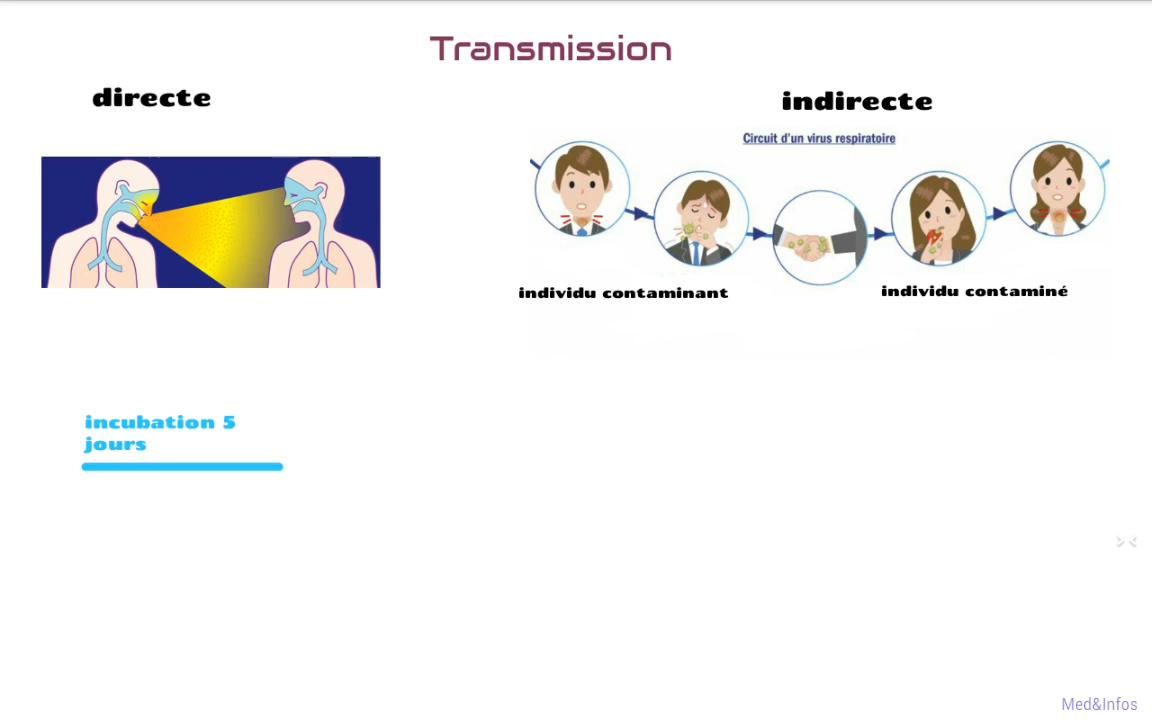 Transmission
directe
indirecte
Circuit d'un virus respiratoire
individu contaminant
individu contaminé
incubation 5
jours
Med&Infos